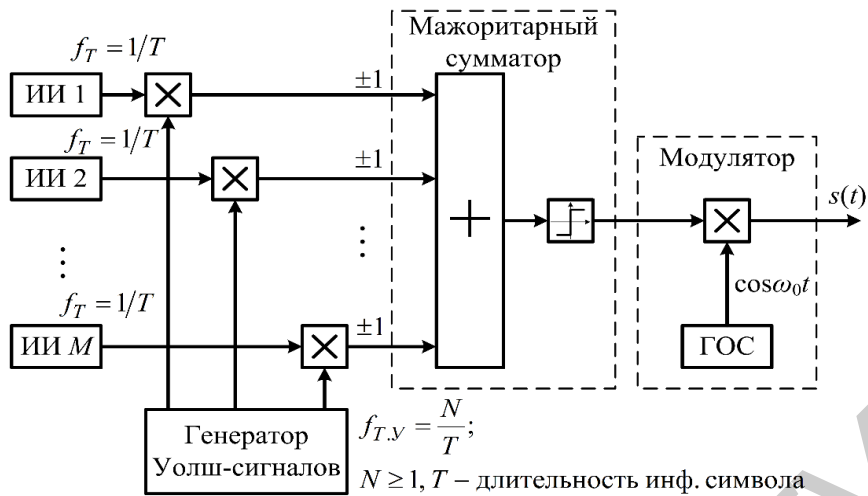 Мажоритарный
сумматор
f_T = 1/T
ИИ 1
±1
f_T = 1/T
ИИ 2
±1
Модулятор
s(t)
+
⋮
⋮
f_T = 1/T
cosω₀t
ИИ M
±1
ГОС
Генератор
Уолш-сигналов
f_{T.У} = N/T;
N ≥ 1, T – длительность инф. символа